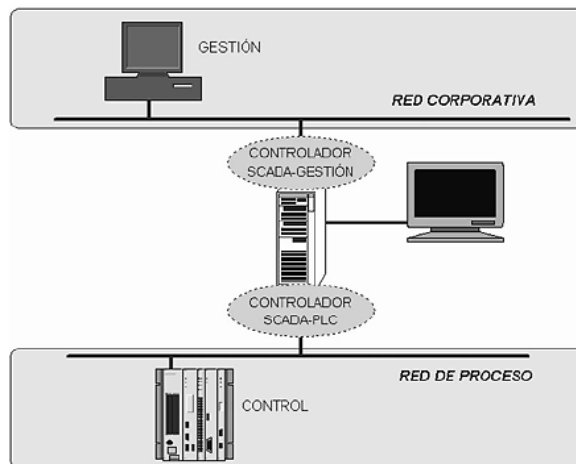 GESTIÓN
RED CORPORATIVA
CONTROLADOR
SCADA-GESTIÓN
CONTROLADOR
SCADA-PLC
RED DE PROCESO
CONTROL